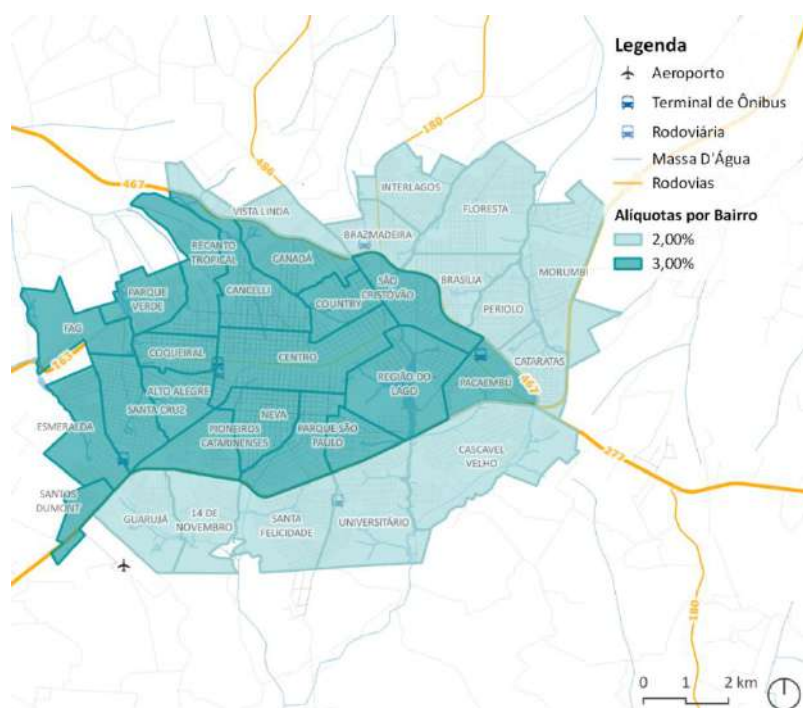 Legenda
Aeroporto
Terminal de Ônibus
Rodoviária
Massa D'Água
Rodovias
Alíquotas por Bairro
2,00%
3,00%
180
467
486
INTERLAGOS
FLORESTA
VISTA LINDA
BRAZMADEIRA
RECANTO
TROPICAL
CANADÁ
MORUMBI
SÃO
CRISTOVÃO
BRASÍLIA
CANCELLI
PARQUE
VERDE
COUNTRY
PERIOLO
FAG
COQUEIRAL
CENTRO
163
CATARATAS
REGIÃO DO
LAGO
PACAEMBU
467
ALTO ALEGRE
SANTA CRUZ
NEVA
ESMERALDA
PIONEIROS
CATARINENSES
PARQUE SÃO
PAULO
CASCAVEL
VELHO
277
SANTOS
DUMONT
GUARUJÁ
14 DE
NOVEMBRO
SANTA
FELICIDADE
UNIVERSITÁRIO
180
0 1 2 km